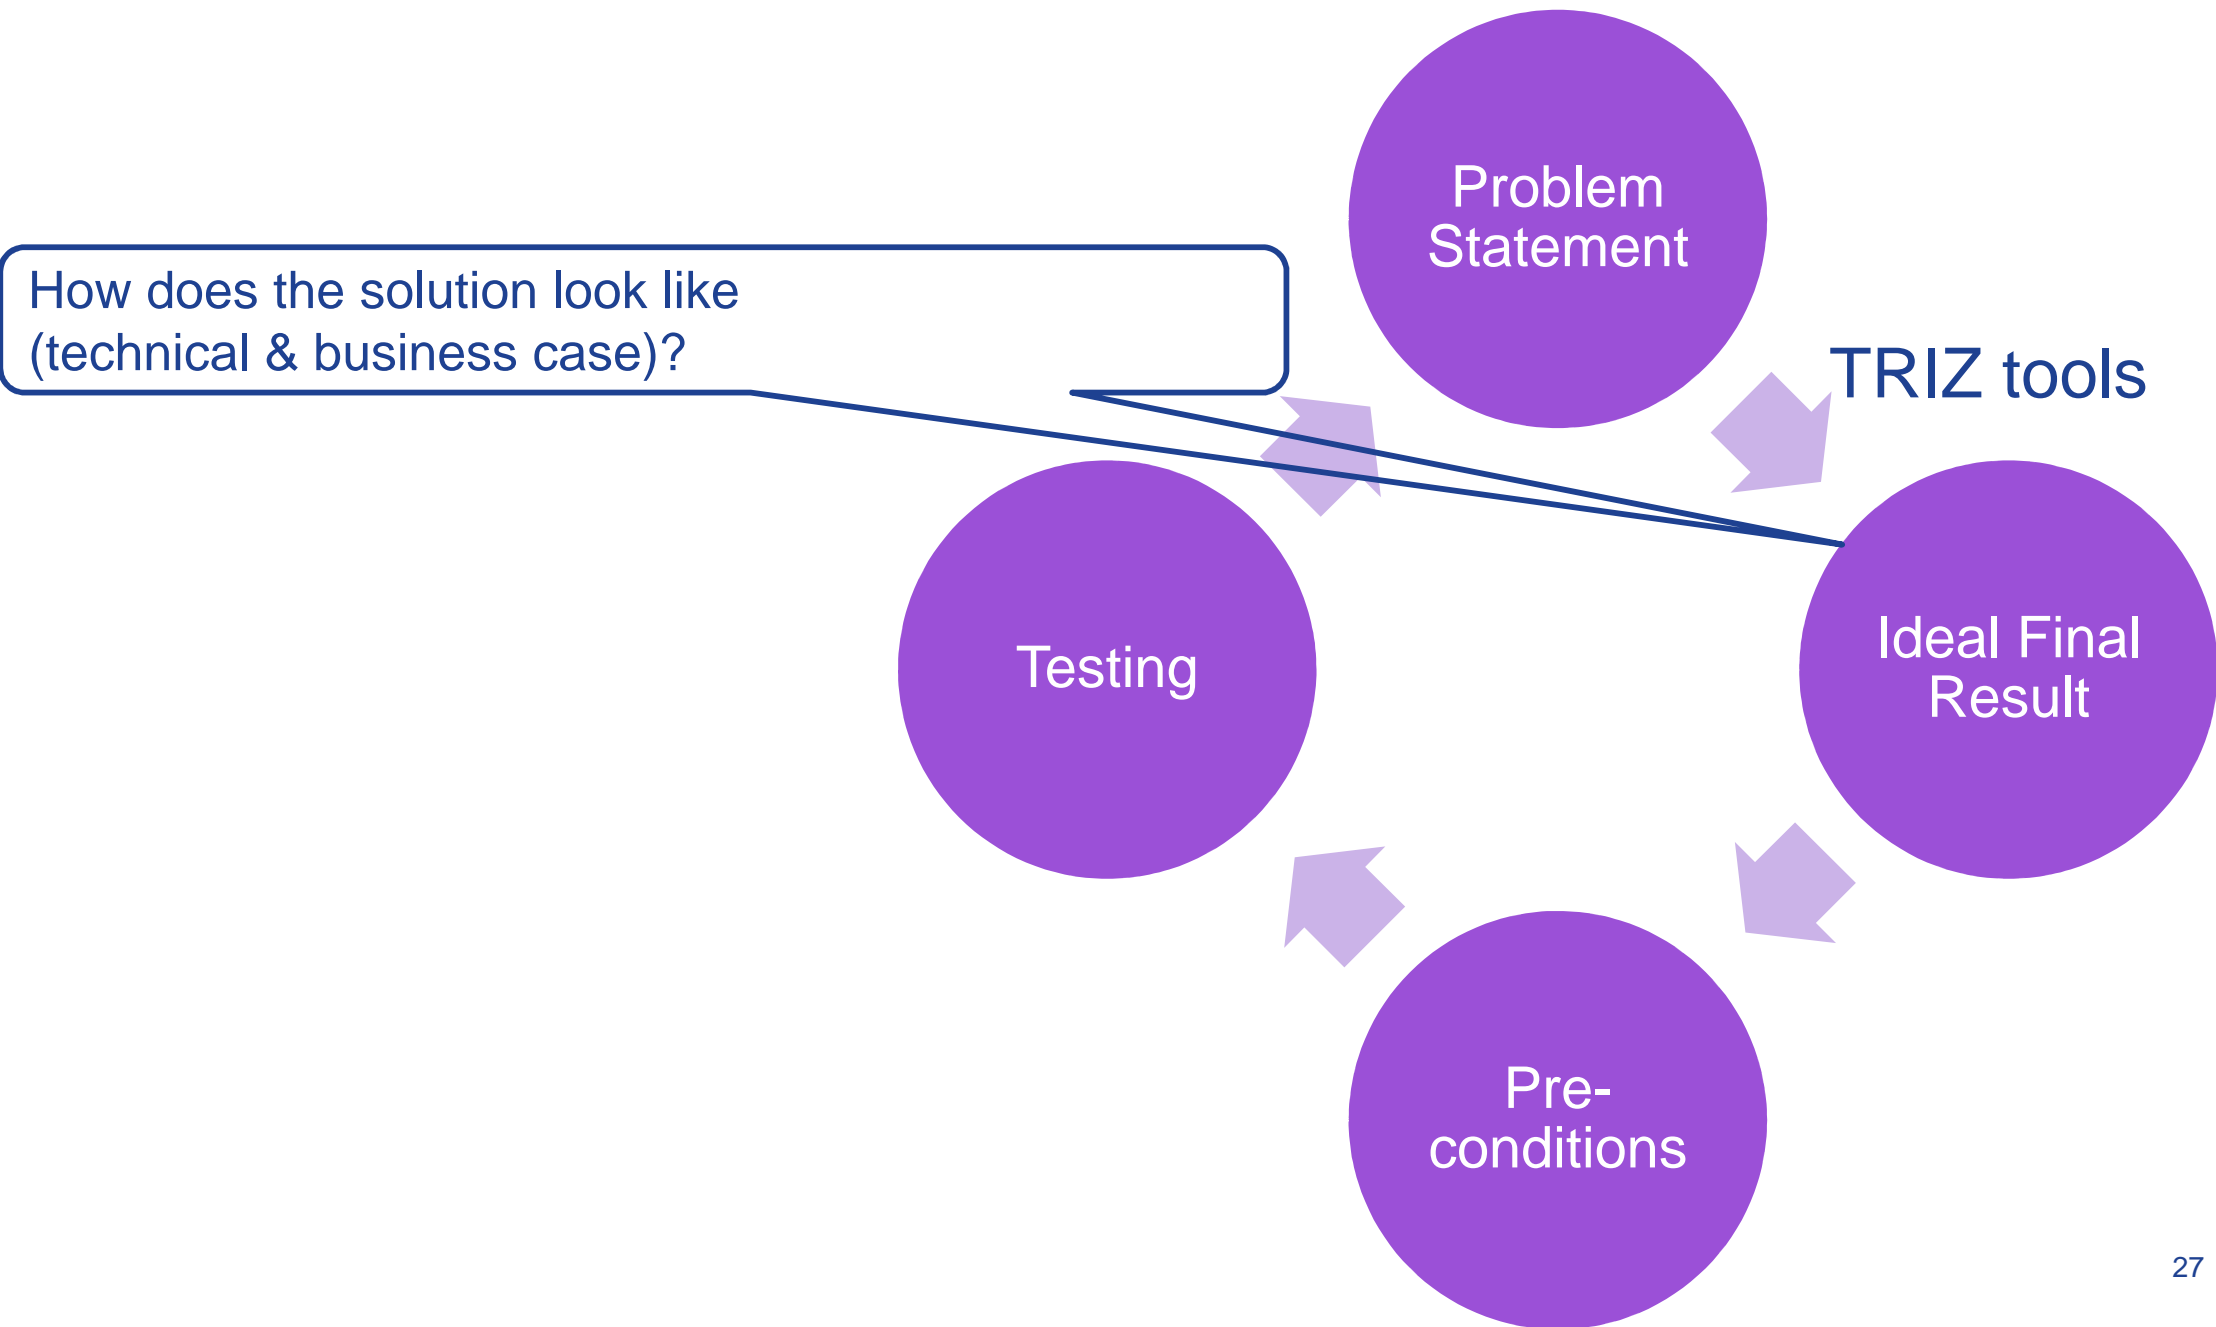 Problem
Statement
How does the solution look like
(technical & business case)?
TRIZ tools
Testing
Ideal Final
Result
Pre-
conditions
27